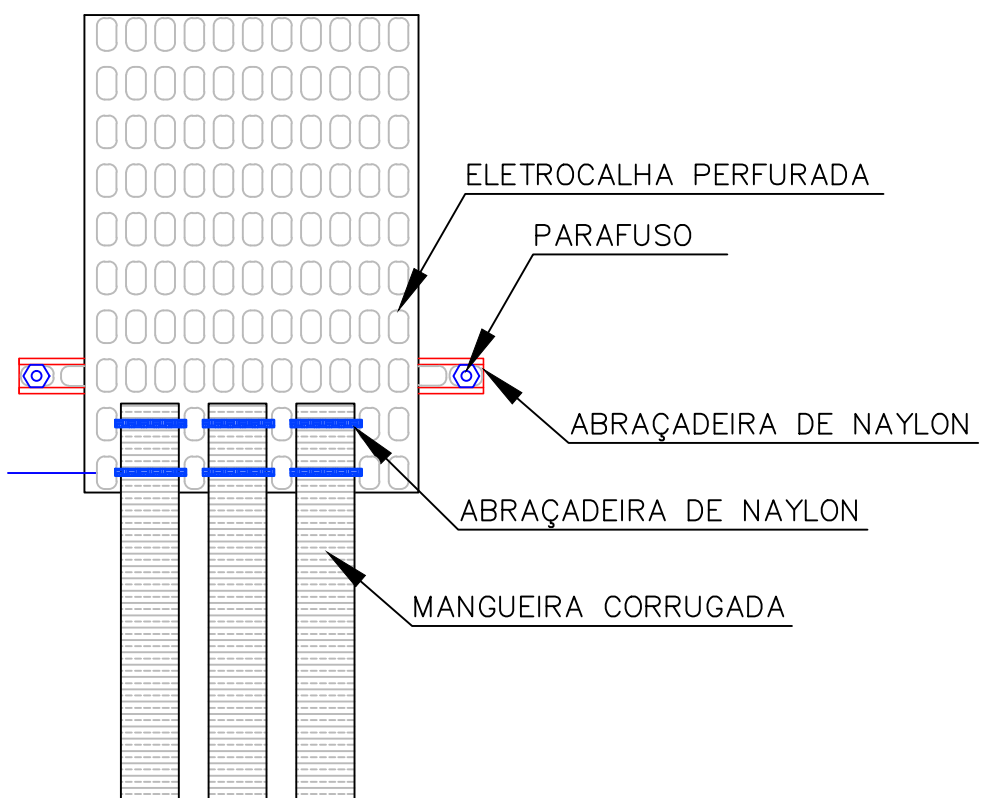 ELETROCALHA PERFURADA
PARAFUSO
ABRAÇADEIRA DE NAYLON
ABRAÇADEIRA DE NAYLON
MANGUEIRA CORRUGADA